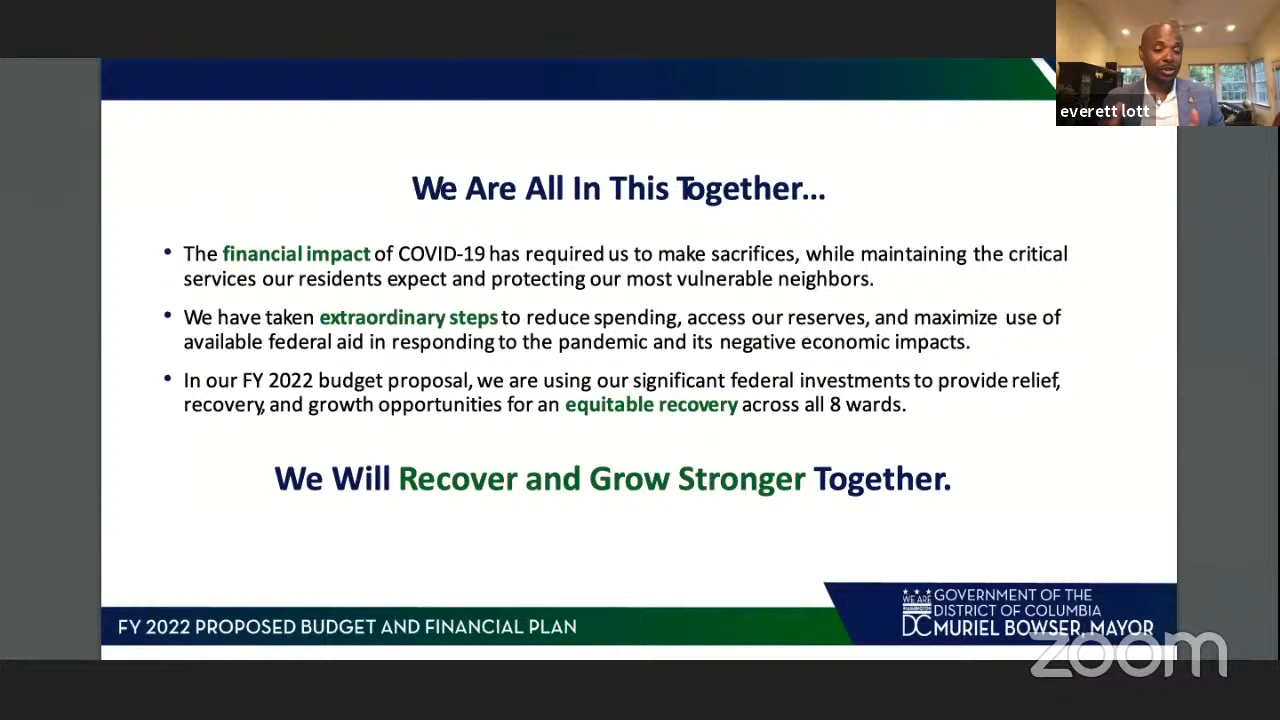 everett lott
We Are All In This Together...
• The financial impact of COVID-19 has required us to make sacrifices, while maintaining the critical
services our residents expect and protecting our most vulnerable neighbors.
• We have taken extraordinary steps to reduce spending, access our reserves, and maximize use of
available federal aid in responding to the pandemic and its negative economic impacts.
• In our FY 2022 budget proposal, we are using our significant federal investments to provide relief,
recovery, and growth opportunities for an equitable recovery across all 8 wards.
We Will Recover and Grow Stronger Together.
FY 2022 PROPOSED BUDGET AND FINANCIAL PLAN
WE ARE
WASHINGTON
DC
GOVERNMENT OF THE
DISTRICT OF COLUMBIA
MURIEL BOWSER, MAYOR
zoom